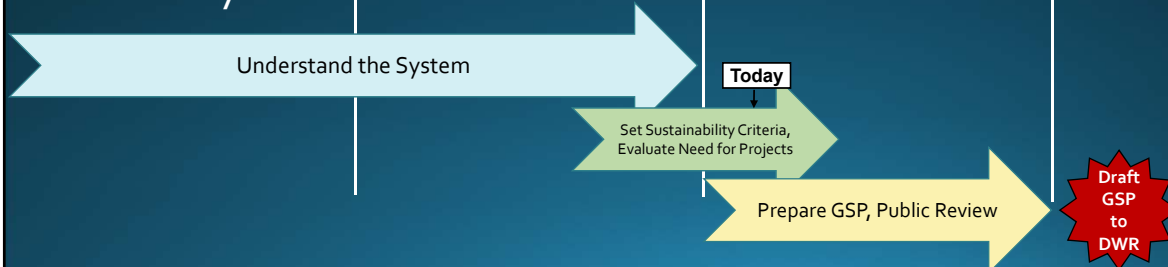 Understand the System
Today
Set Sustainability Criteria,
Evaluate Need for Projects
Prepare GSP, Public Review
Draft
GSP
to
DWR